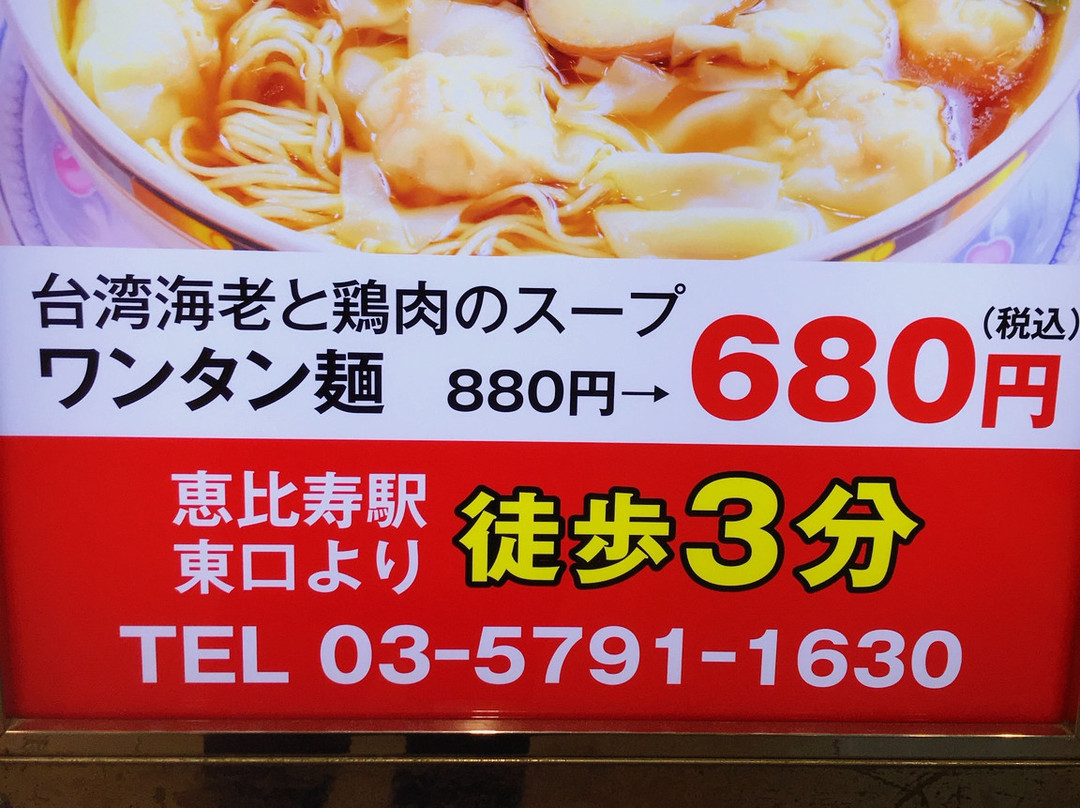 台湾海老と鶏肉のスープ
ワンタン麺 880円→680円(税込)
恵比寿駅
東口より 徒歩3分
TEL 03-5791-1630